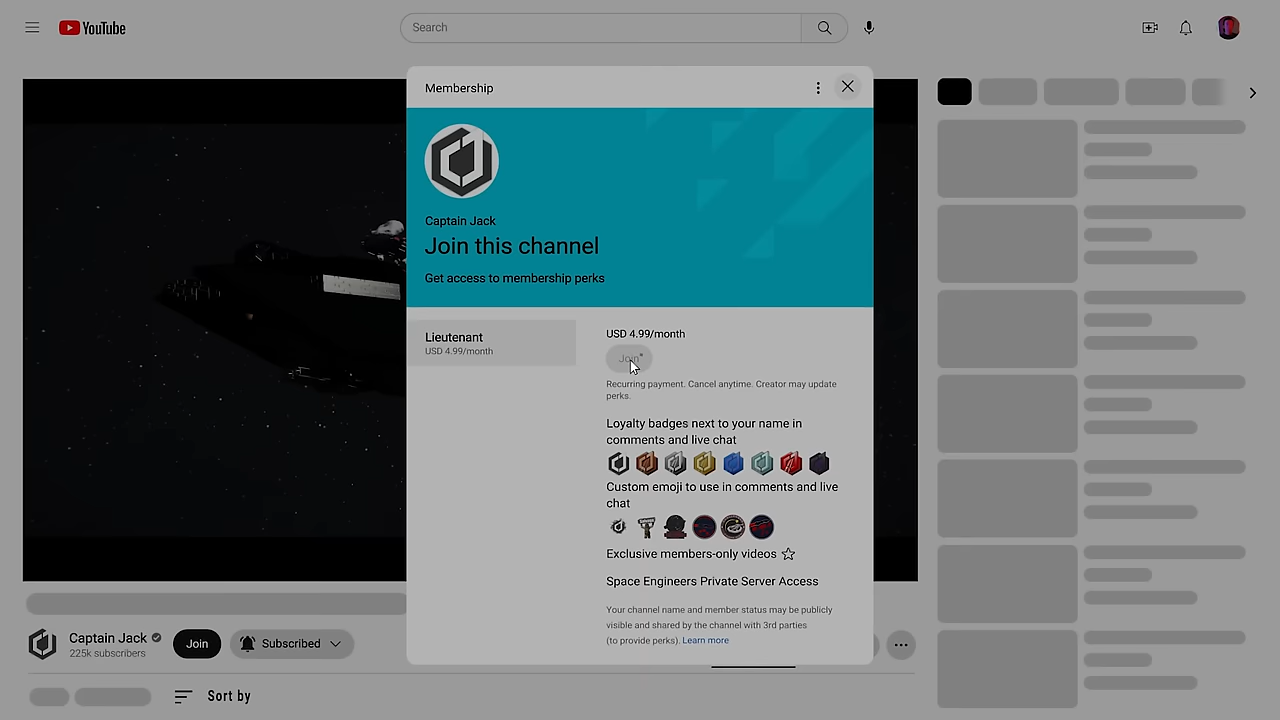 YouTube
Search
Membership
Captain Jack
Join this channel
Get access to membership perks
Lieutenant
USD 4.99/month
USD 4.99/month
Join*
Recurring payment. Cancel anytime. Creator may update
perks.
Loyalty badges next to your name in
comments and live chat
Custom emoji to use in comments and live
chat
Exclusive members-only videos
Space Engineers Private Server Access
Your channel name and member status may be publicly
visible and shared by the channel with 3rd parties
(to provide perks). Learn more
Captain Jack
225k subscribers
Join
Subscribed
Sort by